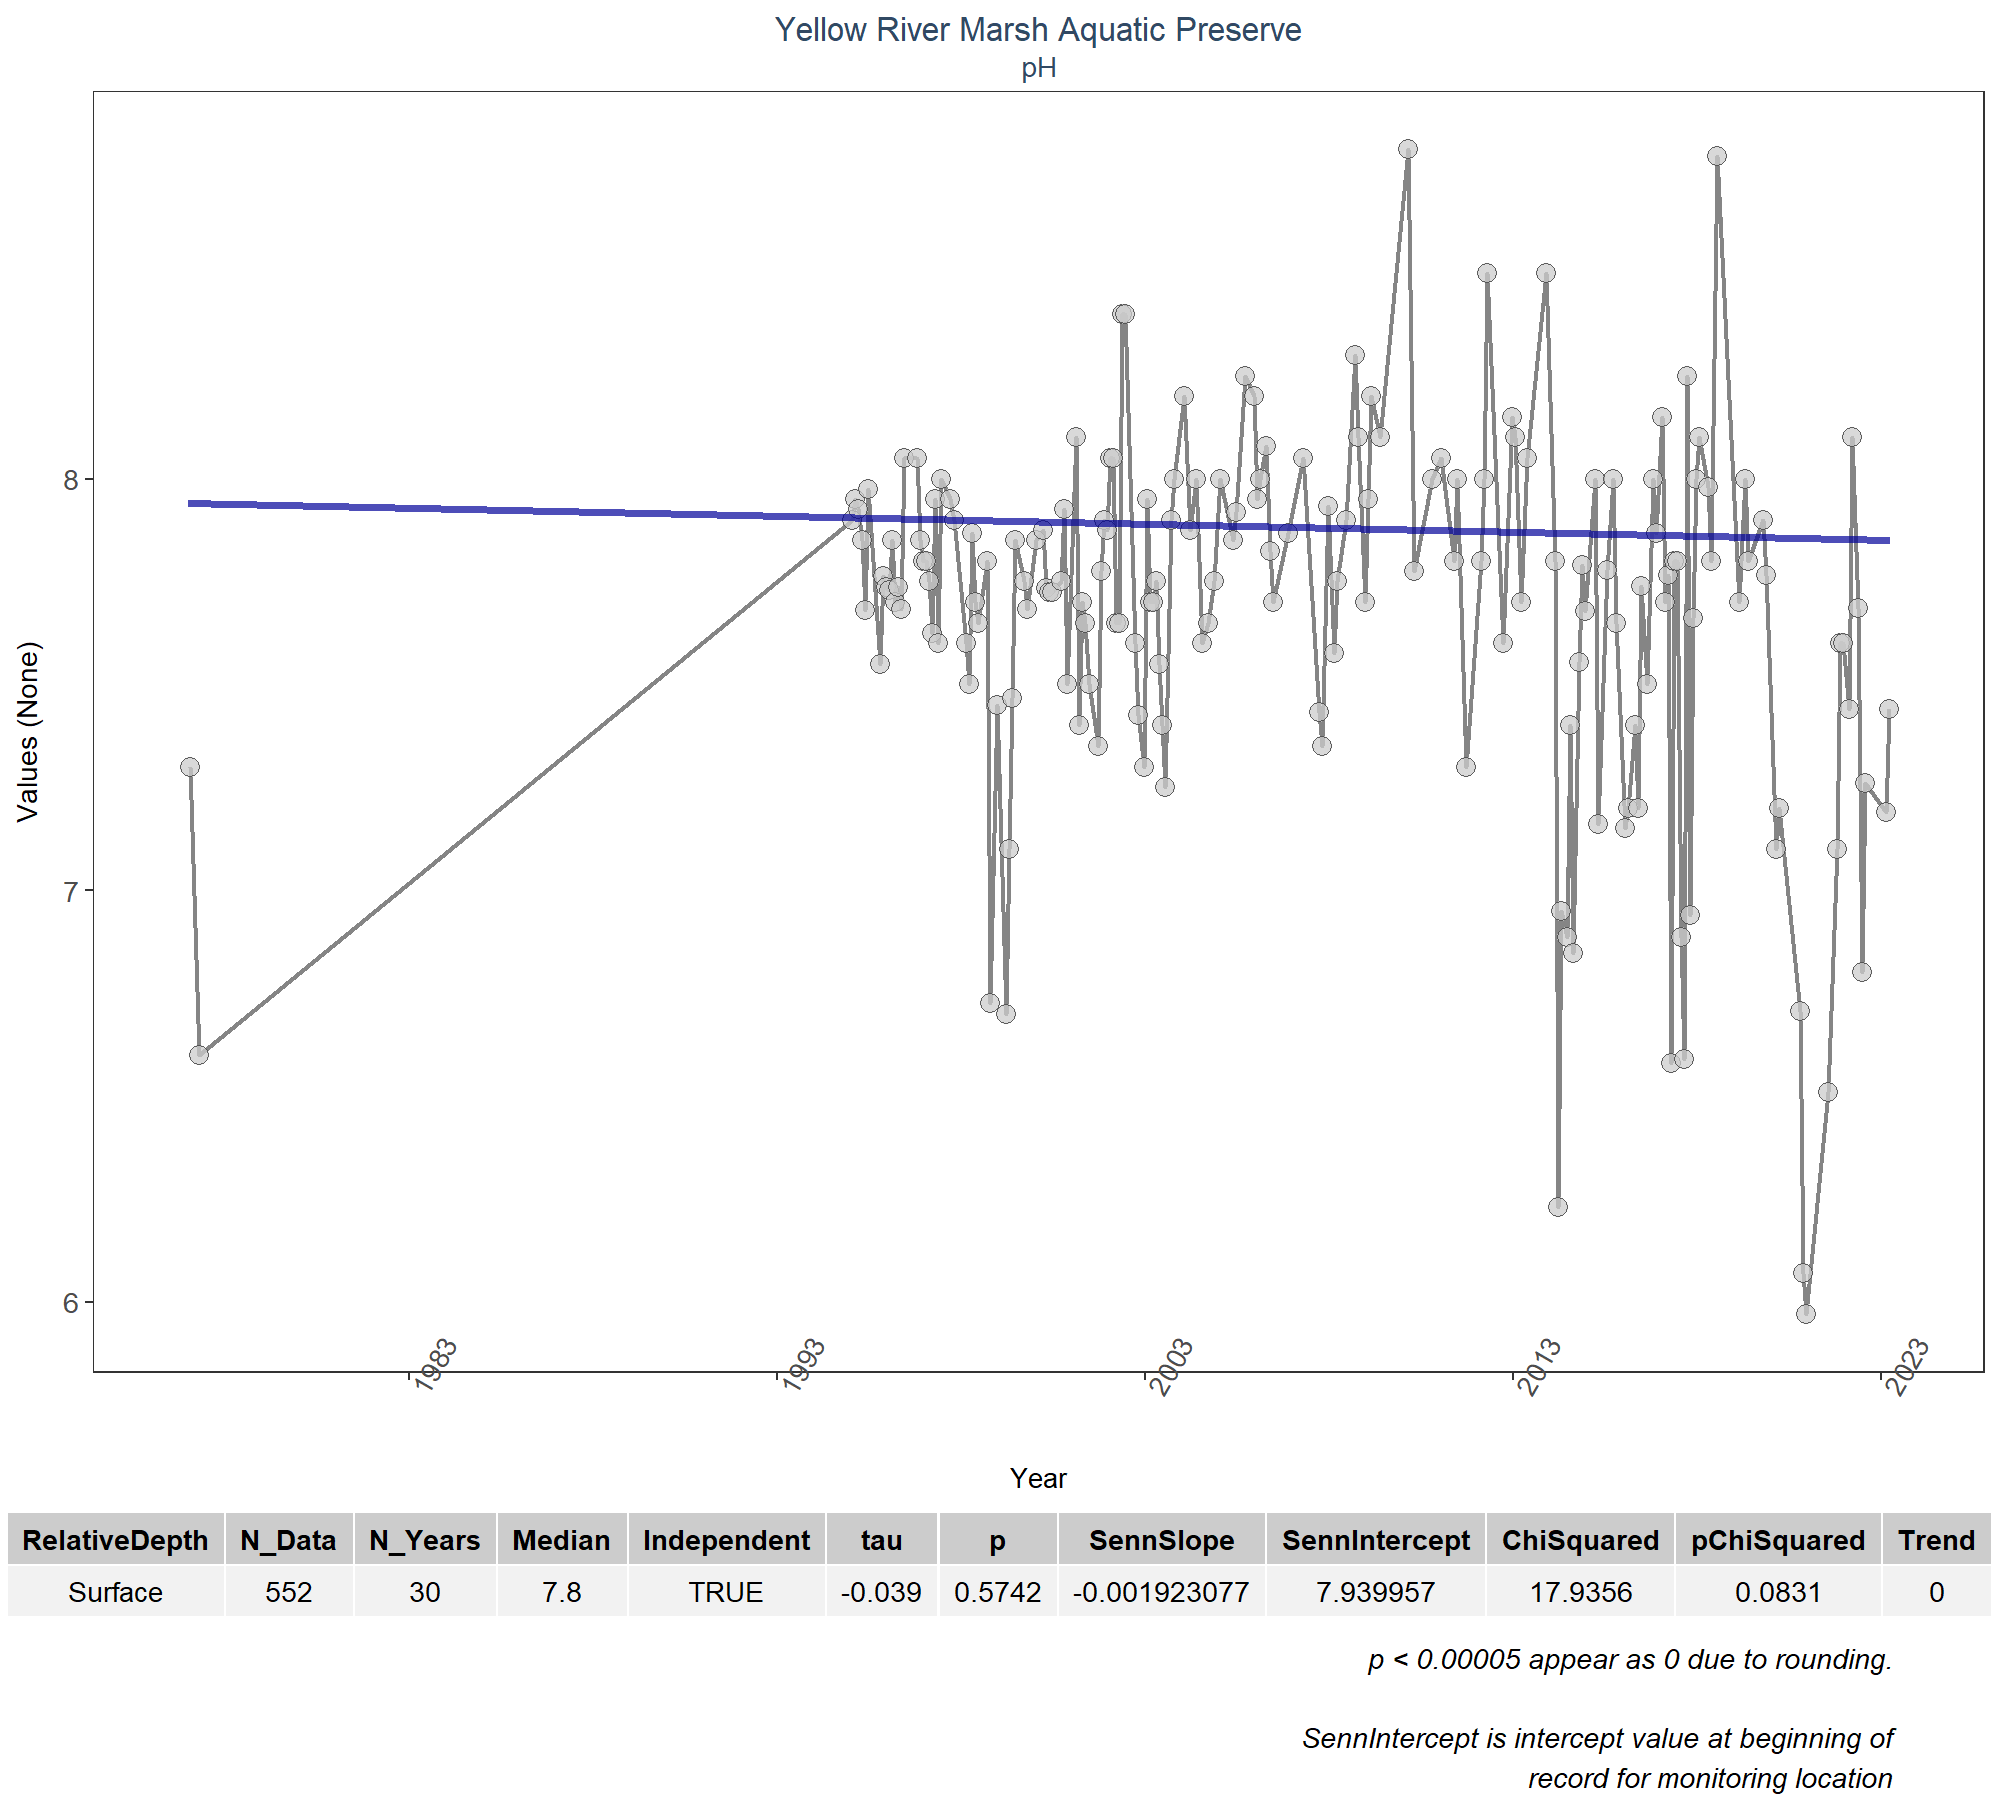 Yellow River Marsh Aquatic Preserve
pH
Values (None)
8
7
6
1983
1993
2003
2013
2023
Year
RelativeDepth N_Data N_Years Median Independent tau p SennSlope SennIntercept ChiSquared pChiSquared Trend
Surface 552 30 7.8 TRUE -0.039 0.5742 -0.001923077 7.939957 17.9356 0.0831 0
p < 0.00005 appear as 0 due to rounding.
SennIntercept is intercept value at beginning of
record for monitoring location